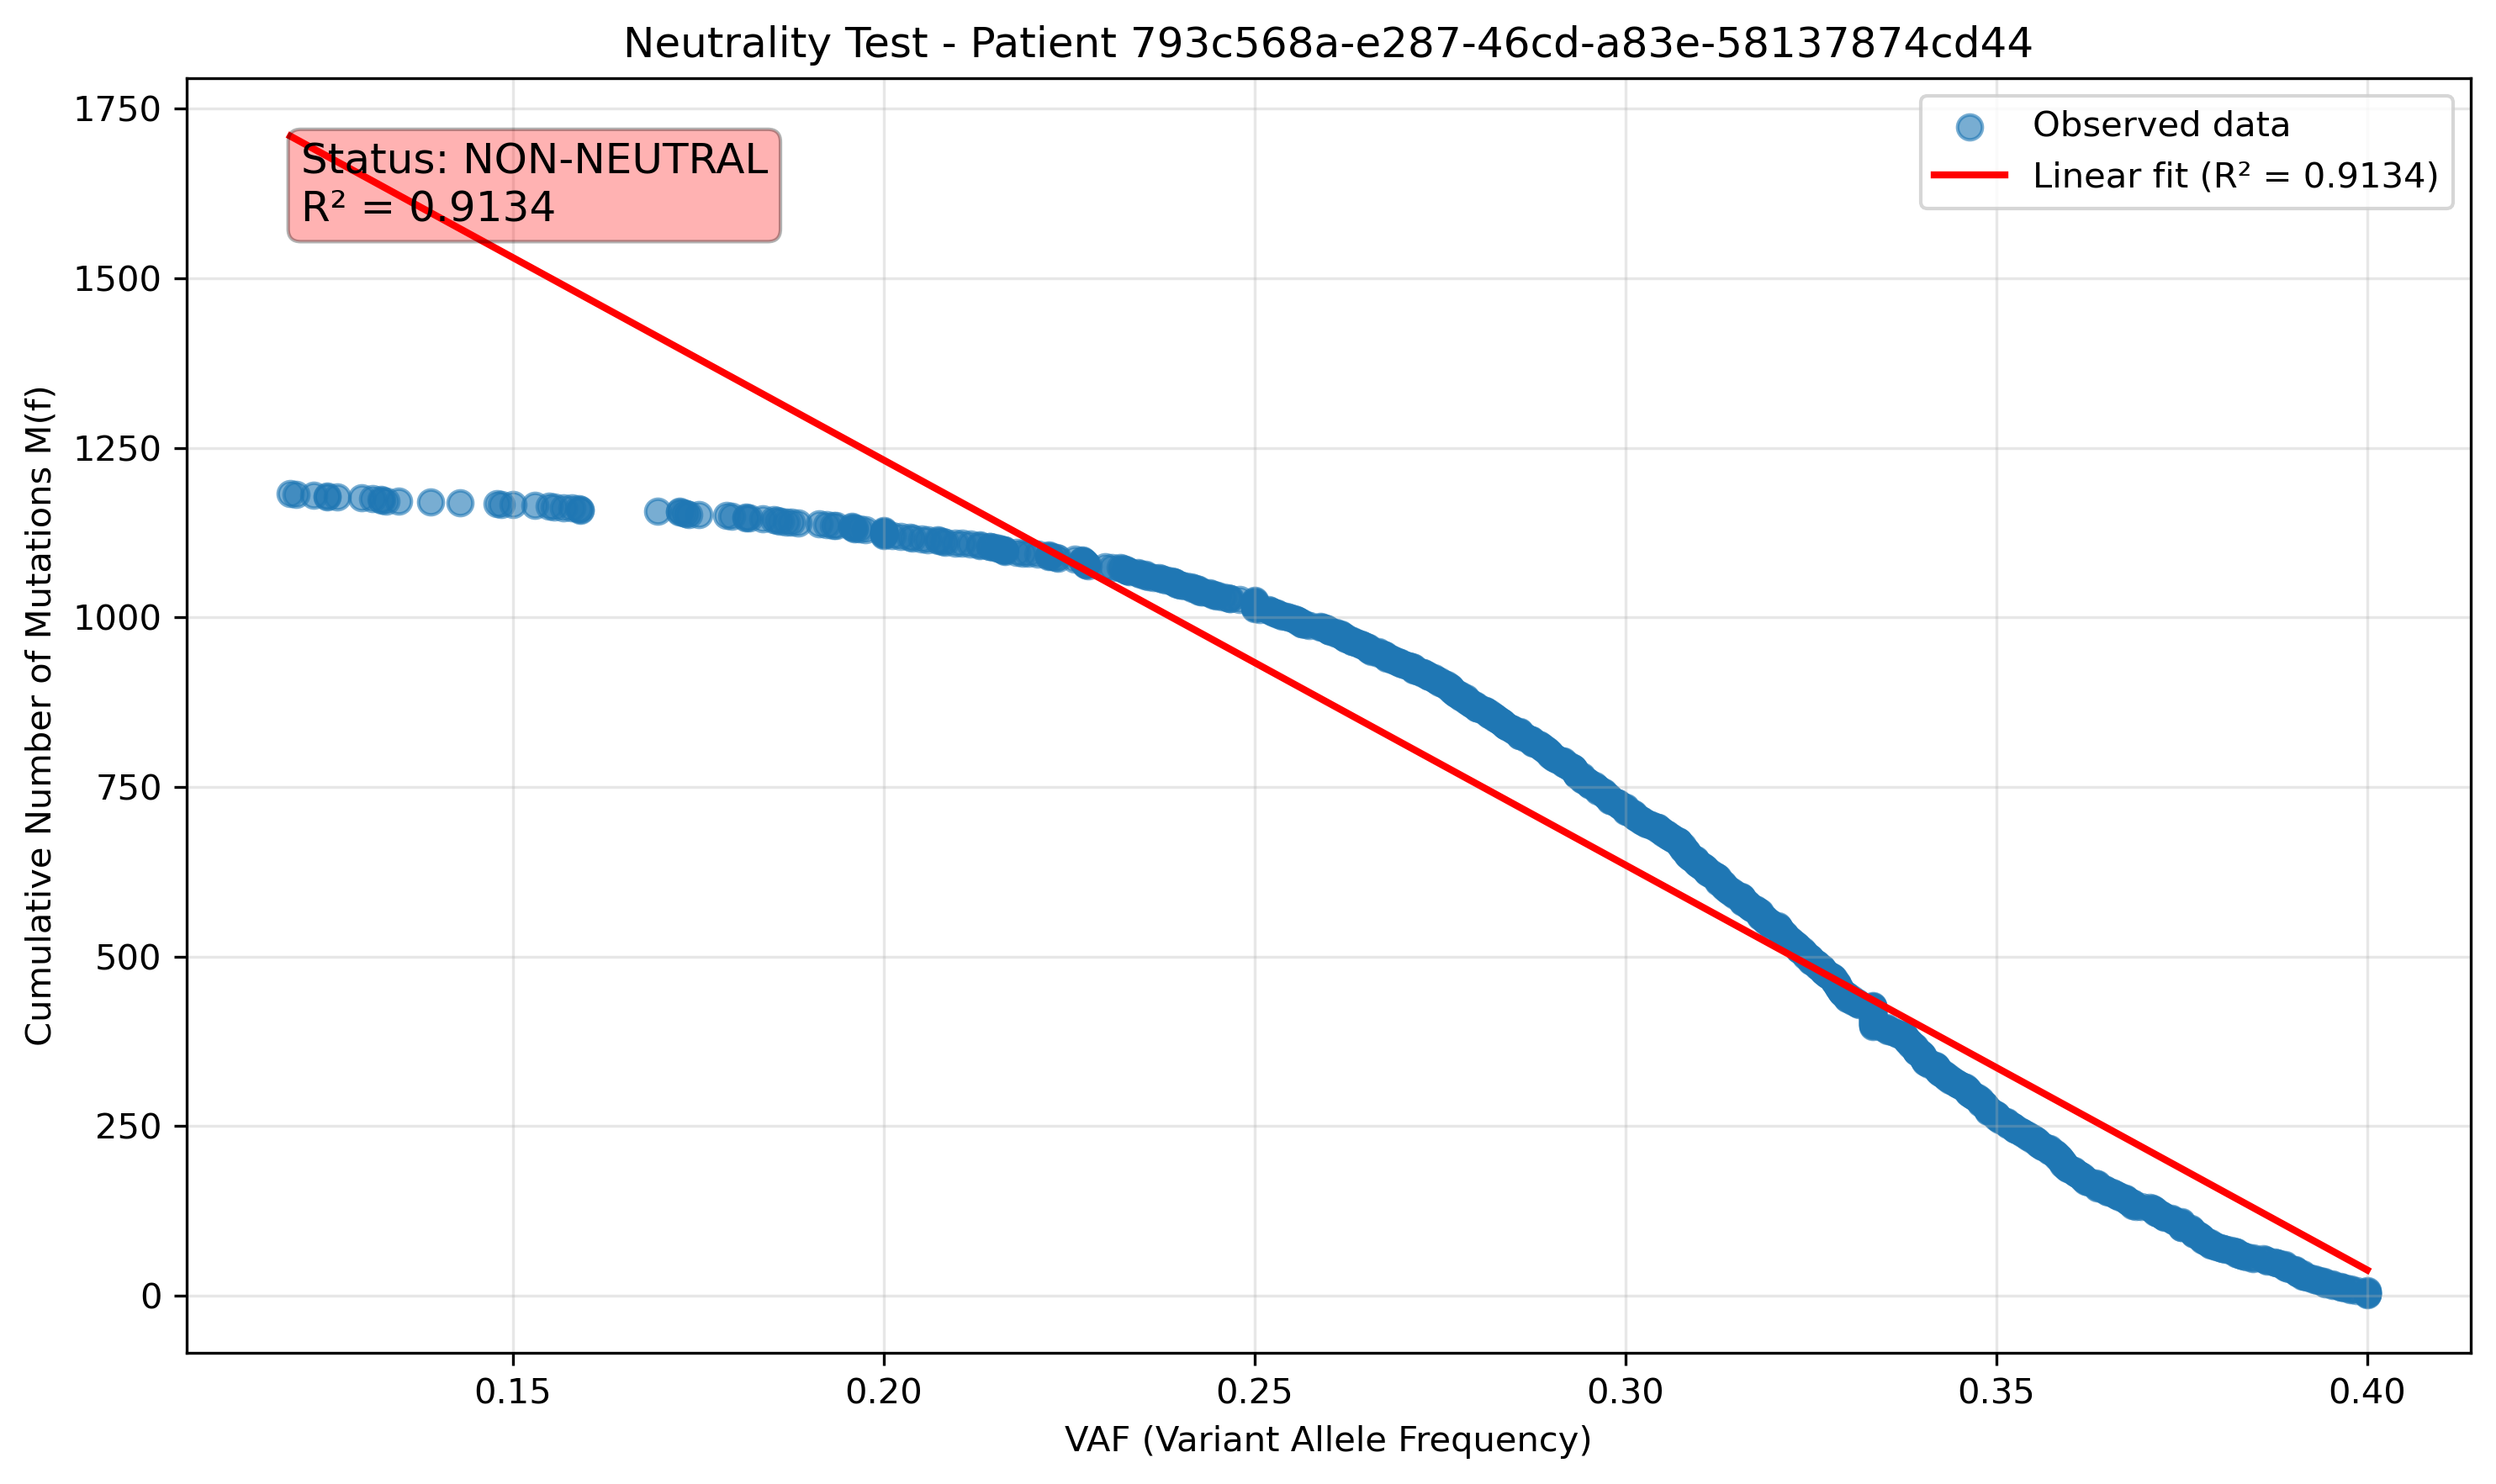 Neutrality Test - Patient 793c568a-e287-46cd-a83e-58137874cd44
Status: NON-NEUTRAL
R² = 0.9134
Observed data
Linear fit (R² = 0.9134)
Cumulative Number of Mutations M(f)
1750
1500
1250
1000
750
500
250
0
0.15 0.20 0.25 0.30 0.35 0.40
VAF (Variant Allele Frequency)